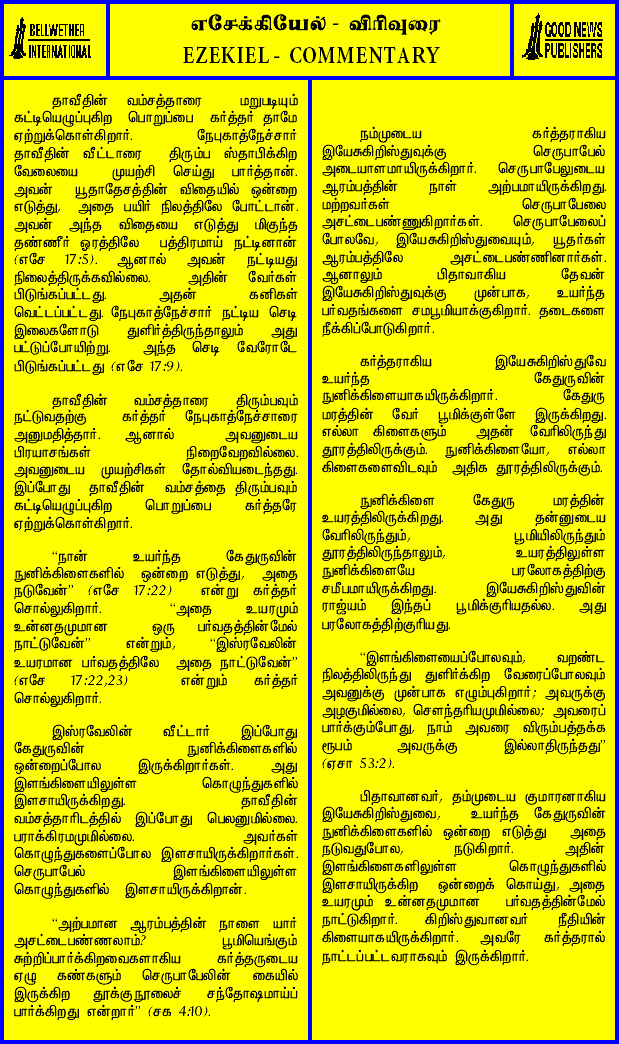 BELLWETHER
INTERNATIONAL
எசேக்கியேல் - விரிவுரை
EZEKIEL - COMMENTARY
GOOD NEWS
PUBLISHERS
தாவீதின் வம்சத்தாரை மறுபடியும்
கட்டியெழுப்புகிற பொறுப்பை கர்த்தர் தாமே
ஏற்றுக்கொள்கிறார். நேபுகாத்நேச்சார்
தாவீதின் வீட்டாரை திரும்ப ஸ்தாபிக்கிற
வேலையை முயற்சி செய்து பார்த்தான்.
அவன் யூதாதேசத்தின் விதையில் ஒன்றை
எடுத்து, அதை பயிர் நிலத்திலே போட்டான்.
அவன் அந்த விதையை எடுத்து மிகுந்த
தண்ணீர் ஓரத்திலே பத்திரமாய் நட்டினான்
(எசே 17:5). ஆனால் அவன் நட்டியது
நிலைத்திருக்கவில்லை. அதின் வேர்கள்
பிடுங்கப்பட்டது. அதன் கனிகள்
வெட்டப்பட்டது. நேபுகாத்நேச்சார் நட்டிய செடி
இலைகளோடு துளிர்த்திருந்தாலும் அது
பட்டுப்போயிற்று. அந்த செடி வேரோடே
பிடுங்கப்பட்டது (எசே 17:9).
தாவீதின் வம்சத்தாரை திரும்பவும்
நட்டுவதற்கு கர்த்தர் நேபுகாத்நேச்சாரை
அனுமதித்தார். ஆனால் அவனுடைய
பிரயாசங்கள் நிறைவேறவில்லை.
அவனுடைய முயற்சிகள் தோல்வியடைந்தது.
இப்போது தாவீதின் வம்சத்தை திரும்பவும்
கட்டியெழுப்புகிற பொறுப்பை கர்த்தரே
ஏற்றுக்கொள்கிறார்.
“நான் உயர்ந்த கேதுருவின்
நுனிக்கிளைகளில் ஒன்றை எடுத்து, அதை
நடுவேன்” (எசே 17:22) என்று கர்த்தர்
சொல்லுகிறார். “அதை உயரமும்
உன்னதமுமான ஒரு பர்வதத்தின்மேல்
நாட்டுவேன்” என்றும், “இஸ்ரவேலின்
உயரமான பர்வதத்திலே அதை நாட்டுவேன்”
(எசே 17:22,23) என்றும் கர்த்தர்
சொல்லுகிறார்.
இஸ்ரவேலின் வீட்டார் இப்போது
கேதுருவின் நுனிக்கிளைகளில்
ஒன்றைப்போல இருக்கிறார்கள். அது
இளங்கிளையிலுள்ள கொழுந்துகளில்
இளசாயிருக்கிறது. தாவீதின்
வம்சத்தாரிடத்தில் இப்போது பெலனுமில்லை.
பராக்கிரமமுமில்லை. அவர்கள்
கொழுந்துகளைப்போல இளசாயிருக்கிறார்கள்.
செருபாபேல் இளங்கிளையிலுள்ள
கொழுந்துகளில் இளசாயிருக்கிறான்.
“அற்பமான ஆரம்பத்தின் நாளை யார்
அசட்டைபண்ணலாம்? பூமியெங்கும்
சுற்றிப்பார்க்கிறவைகளாகிய கர்த்தருடைய
ஏழு கண்களும் செருபாபேலின் கையில்
இருக்கிற தூக்குநூலைச் சந்தோஷமாய்ப்
பார்க்கிறது என்றார்” (சக 4:10).
நம்முடைய கர்த்தராகிய
இயேசுகிறிஸ்துவுக்கு செருபாபேல்
அடையாளமாயிருக்கிறார். செருபாபேலுடைய
ஆரம்பத்தின் நாள் அற்பமாயிருக்கிறது.
மற்றவர்கள் செருபாபேலை
அசட்டைபண்ணுகிறார்கள். செருபாபேலைப்
போலவே, இயேசுகிறிஸ்துவையும், யூதர்கள்
ஆரம்பத்திலே அசட்டைபண்ணினார்கள்.
ஆனாலும் பிதாவாகிய தேவன்
இயேசுகிறிஸ்துவுக்கு முன்பாக, உயர்ந்த
பர்வதங்களை சமபூமியாக்குகிறார். தடைகளை
நீக்கிப்போடுகிறார்.
கர்த்தராகிய இயேசுகிறிஸ்துவே
உயர்ந்த கேதுருவின்
நுனிக்கிளையாகயிருக்கிறார். கேதுரு
மரத்தின் வேர் பூமிக்குள்ளே இருக்கிறது.
எல்லா கிளைகளும் அதன் வேரிலிருந்து
தூரத்திலிருக்கும். நுனிக்கிளையோ, எல்லா
கிளைகளைவிடவும் அதிக தூரத்திலிருக்கும்.
நுனிக்கிளை கேதுரு மரத்தின்
உயரத்திலிருக்கிறது. அது தன்னுடைய
வேரிலிருந்தும், பூமியிலிருந்தும்
தூரத்திலிருந்தாலும், உயரத்திலுள்ள
நுனிக்கிளையே பரலோகத்திற்கு
சமீபமாயிருக்கிறது. இயேசுகிறிஸ்துவின்
ராஜ்யம் இந்தப் பூமிக்குரியதல்ல. அது
பரலோகத்திற்குரியது.
“இளங்கிளையைப்போலவும், வறண்ட
நிலத்திலிருந்து துளிர்க்கிற வேரைப்போலவும்
அவனுக்கு முன்பாக எழும்புகிறார்; அவருக்கு
அழகுமில்லை, சௌந்தரியமுமில்லை; அவரைப்
பார்க்கும்போது, நாம் அவரை விரும்பத்தக்க
ரூபம் அவருக்கு இல்லாதிருந்தது”
(ஏசா 53:2).
பிதாவானவர், தம்முடைய குமாரனாகிய
இயேசுகிறிஸ்துவை, உயர்ந்த கேதுருவின்
நுனிக்கிளைகளில் ஒன்றை எடுத்து அதை
நடுவதுபோல, நடுகிறார். அதின்
இளங்கிளைகளிலுள்ள கொழுந்துகளில்
இளசாயிருக்கிற ஒன்றைக் கொய்து, அதை
உயரமும் உன்னதமுமான பர்வதத்தின்மேல்
நாட்டுகிறார். கிறிஸ்துவானவர் நீதியின்
கிளையாகயிருக்கிறார். அவரே கர்த்தரால்
நாட்டப்பட்டவராகவும் இருக்கிறார்.